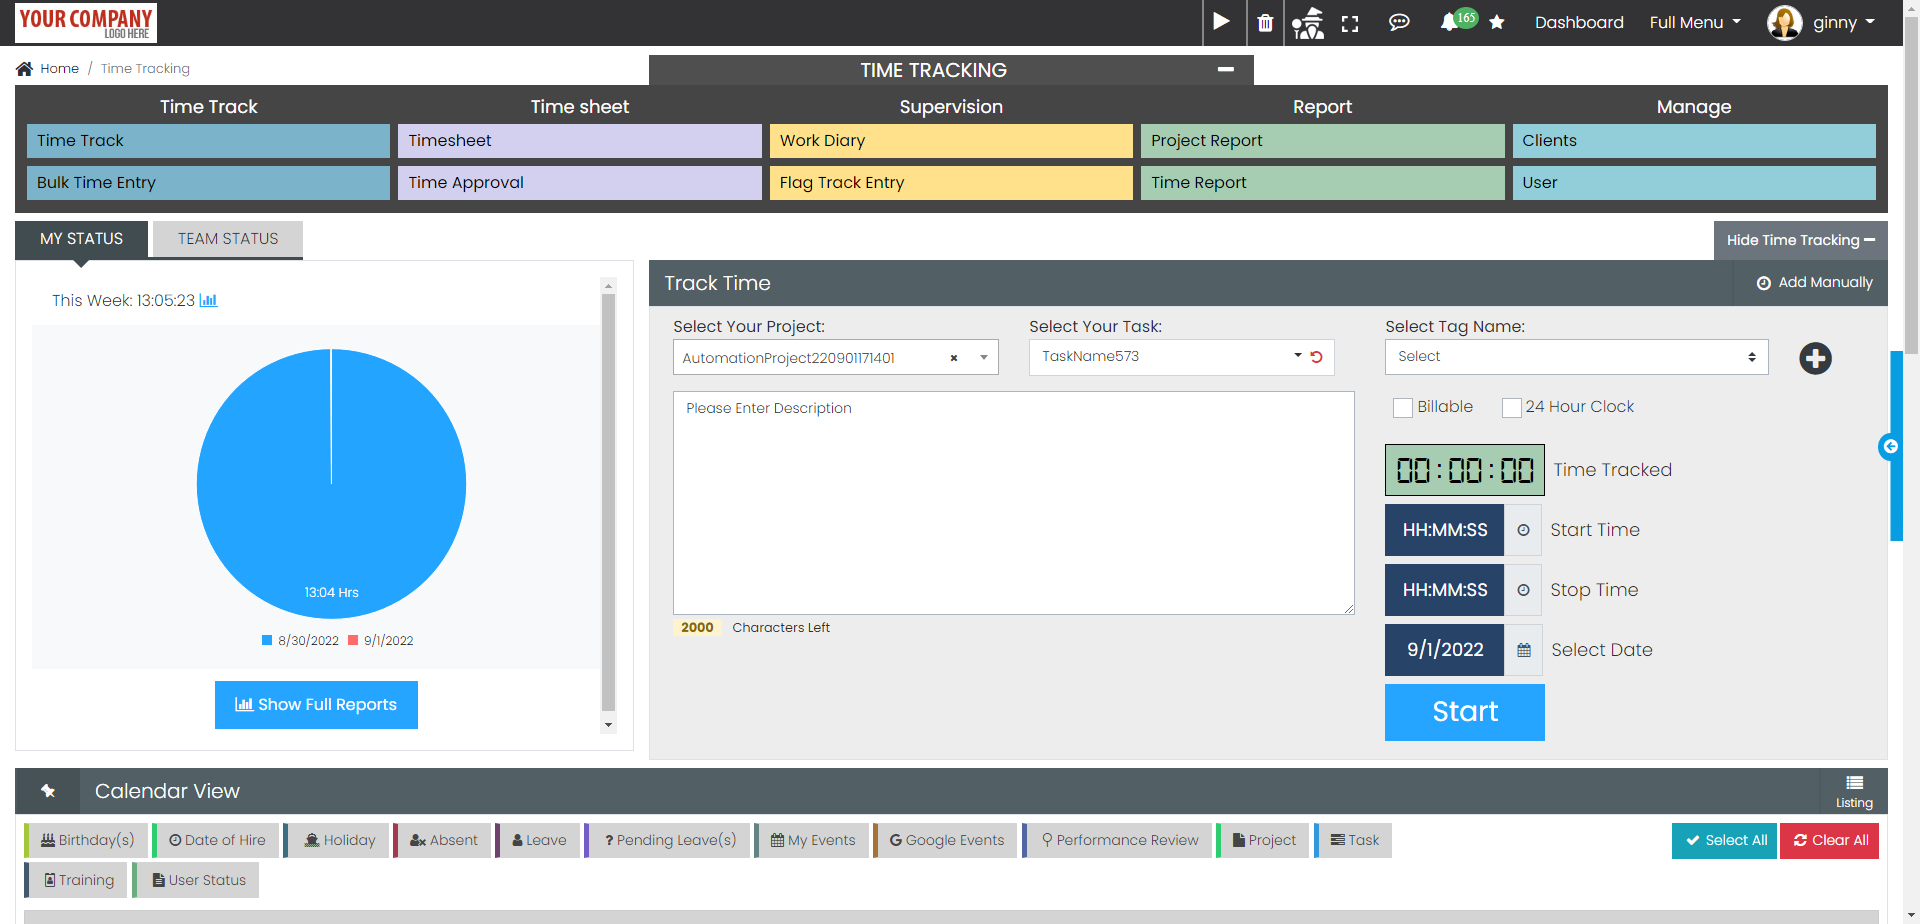 YOUR COMPANY
LOGO HERE
165
Dashboard
Full Menu
ginny
Home / Time Tracking
TIME TRACKING
Time Track
Time sheet
Supervision
Report
Manage
Time Track
Timesheet
Work Diary
Project Report
Clients
Bulk Time Entry
Time Approval
Flag Track Entry
Time Report
User
MY STATUS
TEAM STATUS
Hide Time Tracking
This Week: 13:05:23
13:04 Hrs
8/30/2022
9/1/2022
Show Full Reports
Track Time
Add Manually
Select Your Project:
Select Your Task:
Select Tag Name:
AutomationProject220901171401
TaskName573
Select
Please Enter Description
Billable
24 Hour Clock
00:00:00
Time Tracked
HH:MM:SS
Start Time
HH:MM:SS
Stop Time
2000 Characters Left
9/1/2022
Select Date
Start
Calendar View
Listing
Birthday(s)
Date of Hire
Holiday
Absent
Leave
? Pending Leave(s)
My Events
G Google Events
Performance Review
Project
Task
Select All
Clear All
Training
User Status